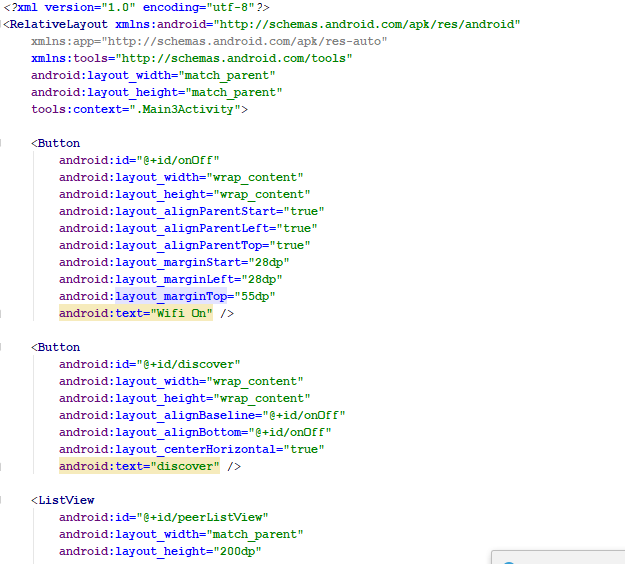 <?xml version="1.0" encoding="utf-8"?>
<RelativeLayout xmlns:android="http://schemas.android.com/apk/res/android"
    xmlns:app="http://schemas.android.com/apk/res-auto"
    xmlns:tools="http://schemas.android.com/tools"
    android:layout_width="match_parent"
    android:layout_height="match_parent"
    tools:context=".Main3Activity">

    <Button
        android:id="@+id/onOff"
        android:layout_width="wrap_content"
        android:layout_height="wrap_content"
        android:layout_alignParentStart="true"
        android:layout_alignParentLeft="true"
        android:layout_alignParentTop="true"
        android:layout_marginStart="28dp"
        android:layout_marginLeft="28dp"
        android:layout_marginTop="55dp"
        android:text="Wifi On" />

    <Button
        android:id="@+id/discover"
        android:layout_width="wrap_content"
        android:layout_height="wrap_content"
        android:layout_alignBaseline="@+id/onOff"
        android:layout_alignBottom="@+id/onOff"
        android:layout_centerHorizontal="true"
        android:text="discover" />

    <ListView
        android:id="@+id/peerListView"
        android:layout_width="match_parent"
        android:layout_height="200dp"